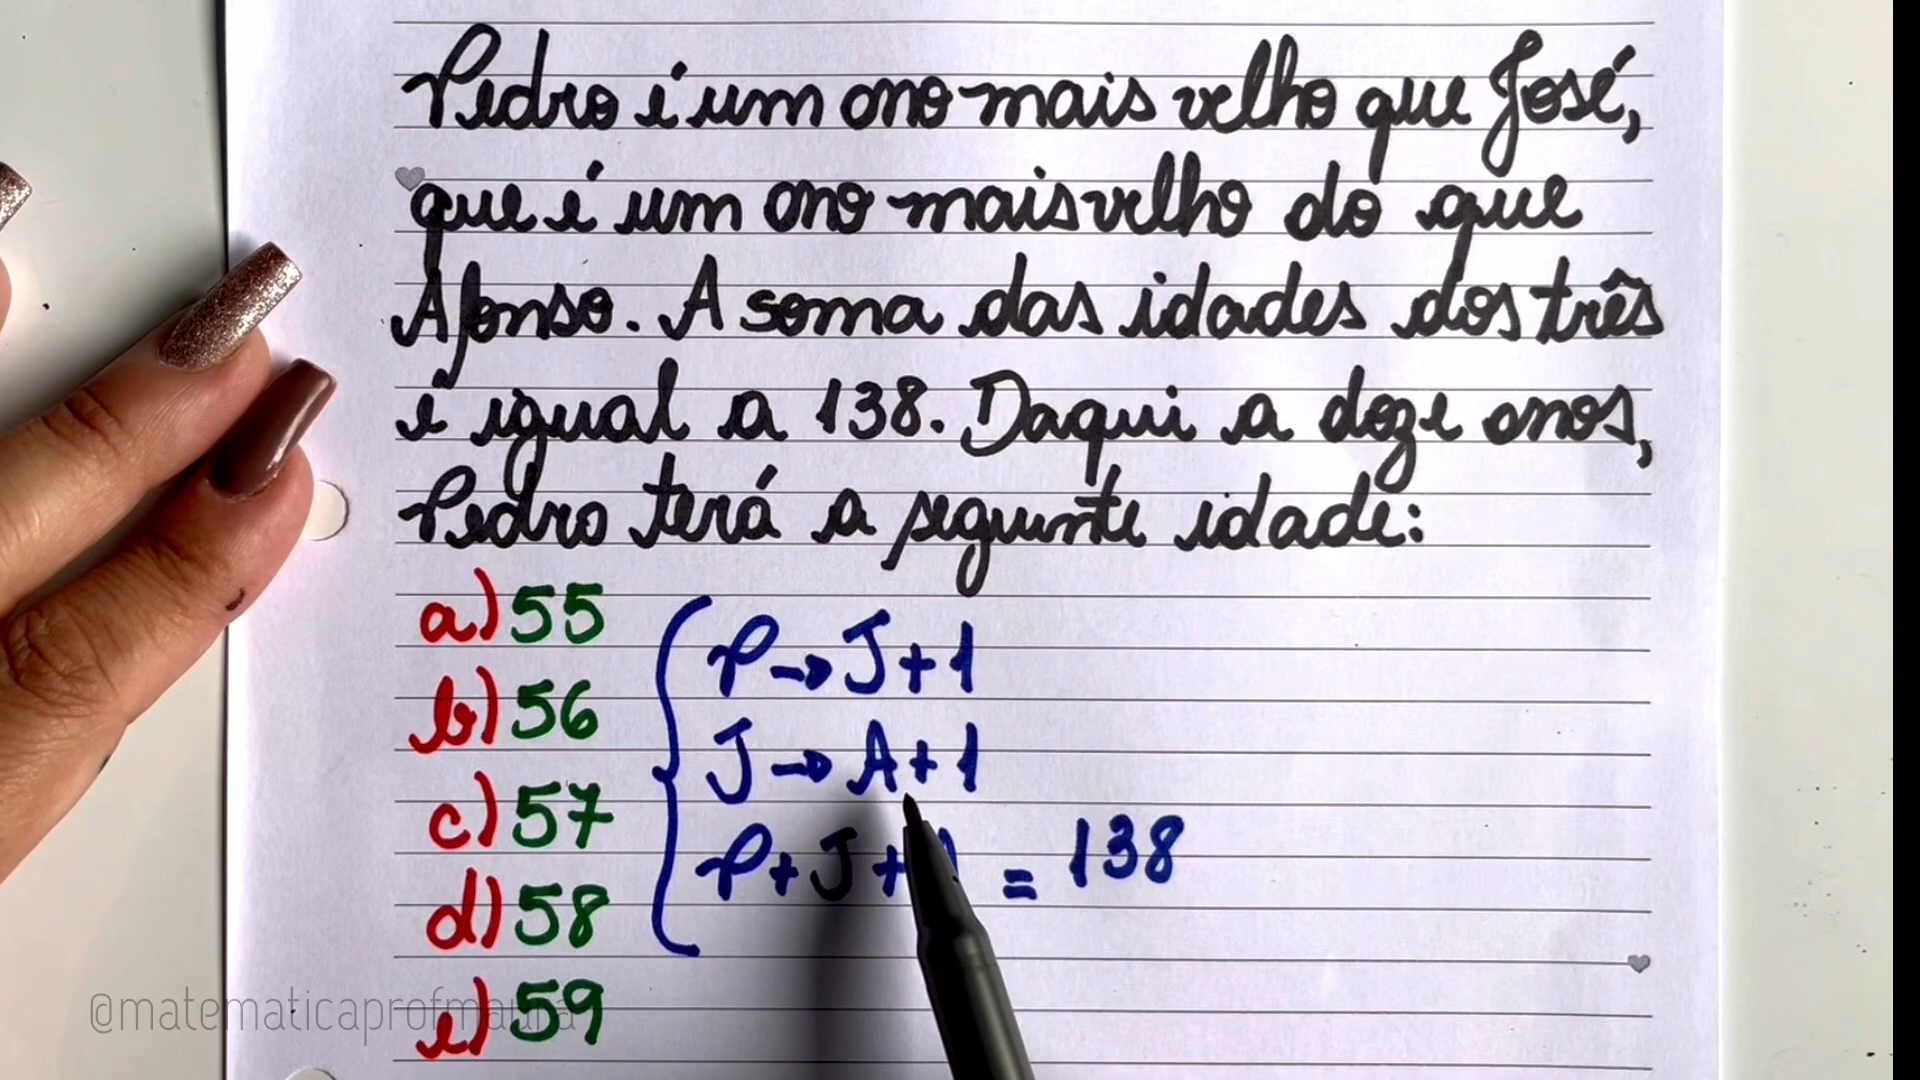 Pedro é um ano mais velho que José,
que é um ano mais velho do que
Afonso. A soma das idades dos três
é igual a 138. Daqui a doze anos,
Pedro terá a seguinte idade:
a) 55
b) 56
c) 57
d) 58
e) 59
P → J + 1
J → A + 1
P + J + = 138
@matematicaprofmaura